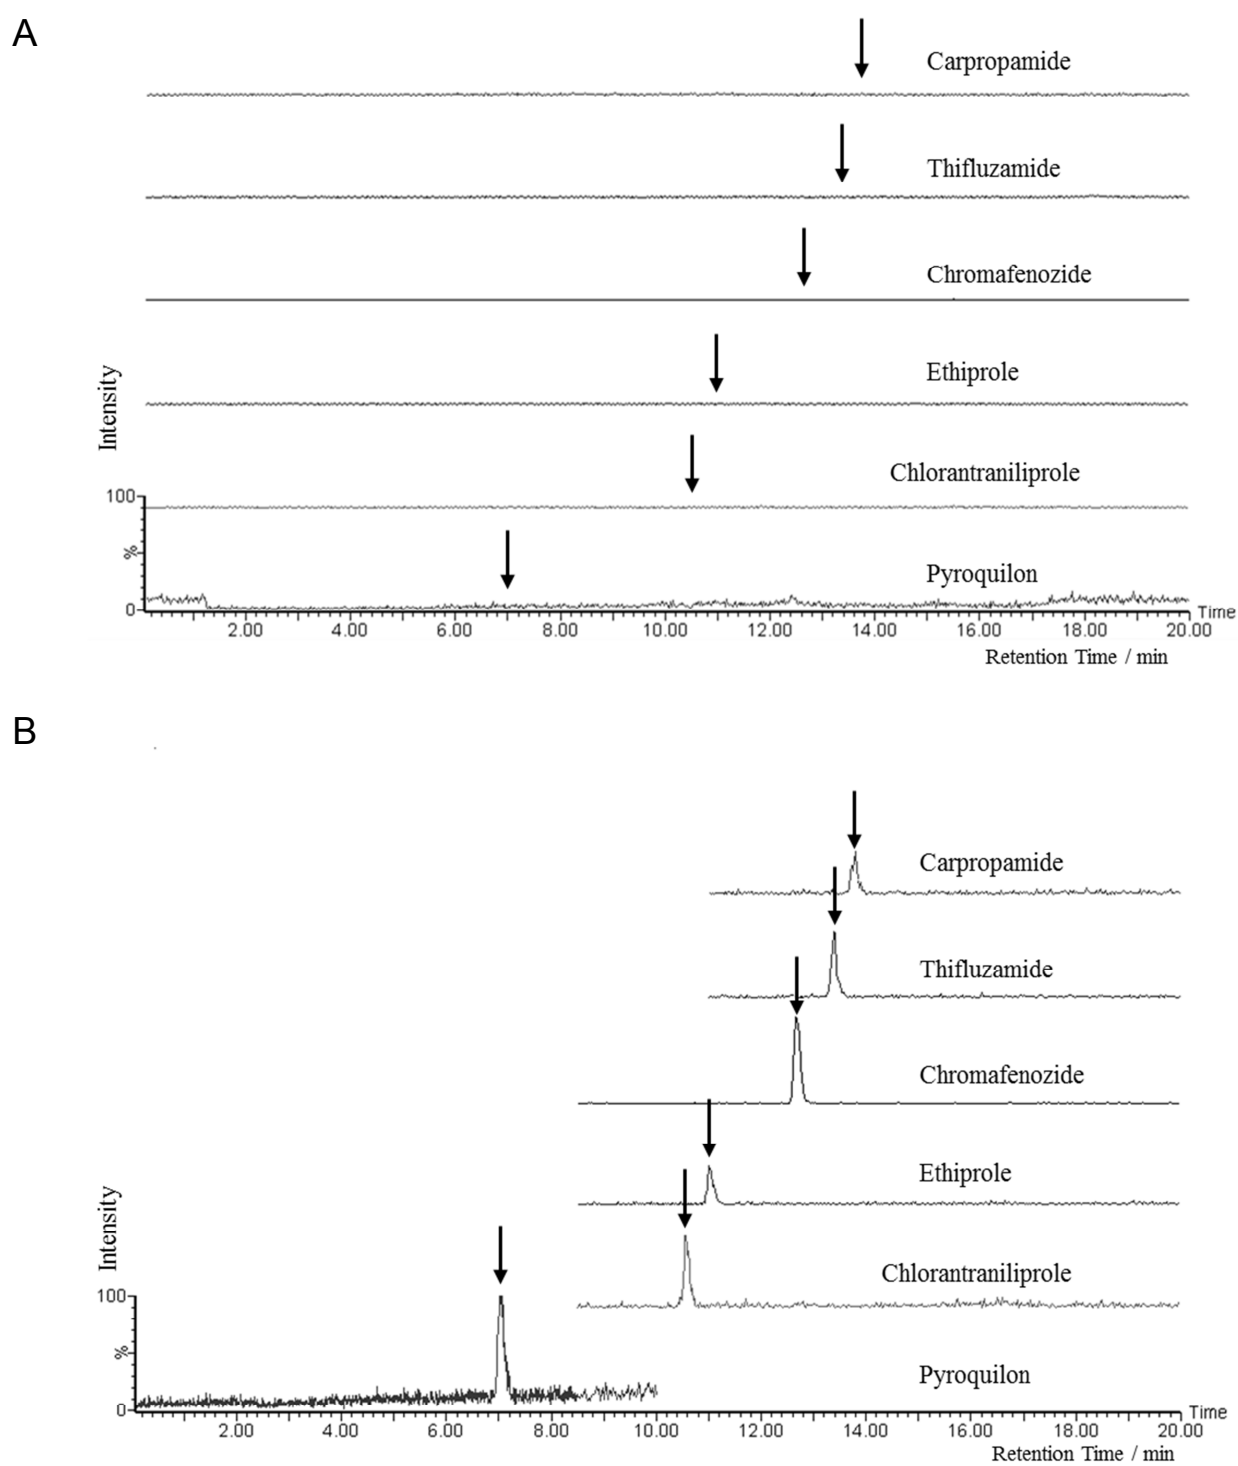 A
Carpropamide
Thifluzamide
Chromafenozide
Ethiprole
Intensity
Chlorantraniliprole
100
%
Pyroquilon
0
Time
2.00 4.00 6.00 8.00 10.00 12.00 14.00 16.00 18.00 20.00
Retention Time / min
B
Carpropamide
Thifluzamide
Chromafenozide
Ethiprole
Intensity
Chlorantraniliprole
100
%
Pyroquilon
0
Time
2.00 4.00 6.00 8.00 10.00 12.00 14.00 16.00 18.00 20.00
Retention Time / min